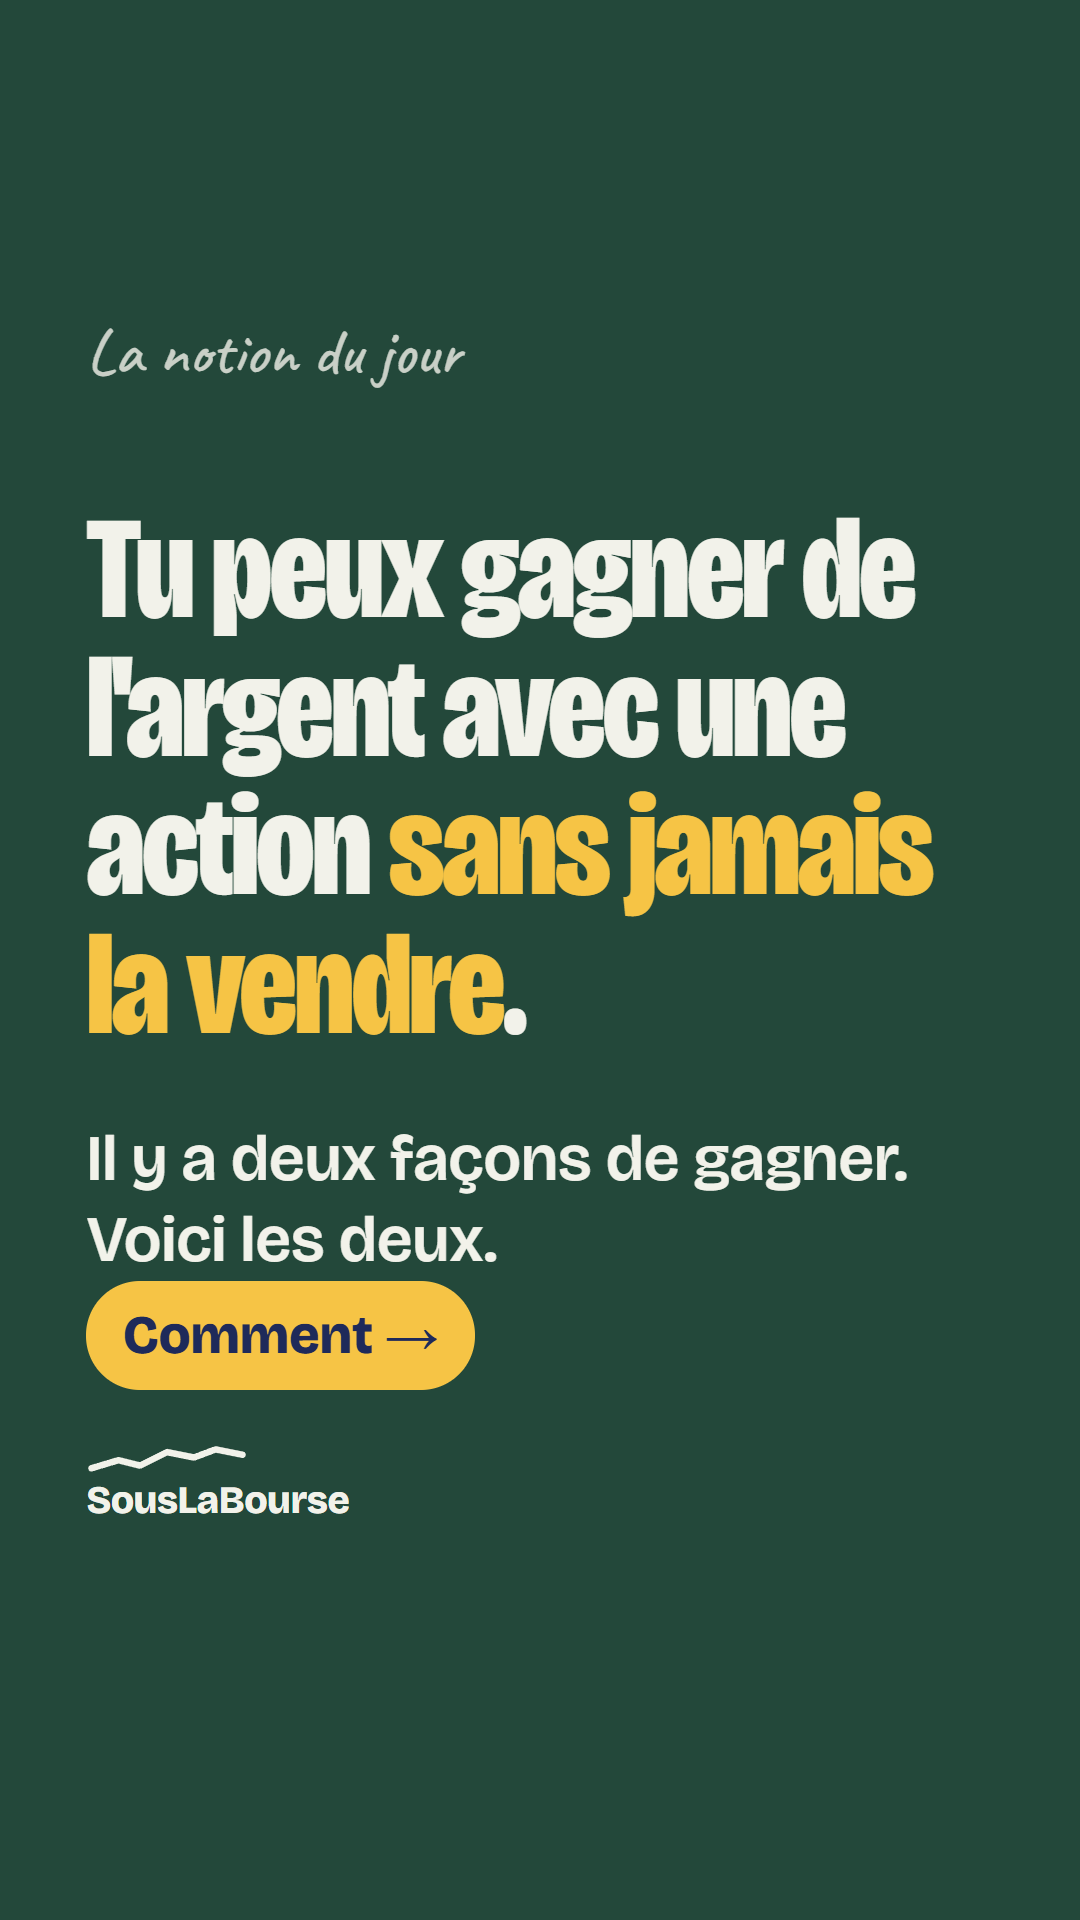 La notion du jour
Tu peux gagner de
l'argent avec une
action sans jamais
la vendre.
Il y a deux façons de gagner.
Voici les deux.
Comment →
SousLaBourse